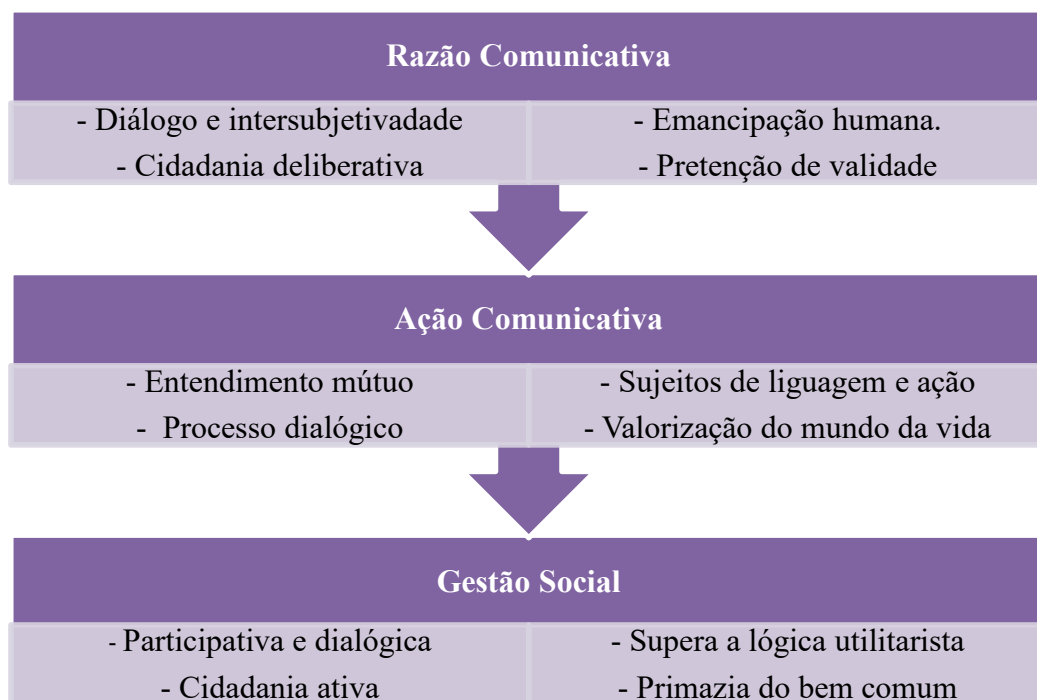 Razão Comunicativa
- Diálogo e intersubjetivadade
- Cidadania deliberativa
- Emancipação humana.
- Pretenção de validade
Ação Comunicativa
- Entendimento mútuo
- Processo dialógico
- Sujeitos de liguagem e ação
- Valorização do mundo da vida
Gestão Social
- Participativa e dialógica
- Cidadania ativa
- Supera a lógica utilitarista
- Primazia do bem comum